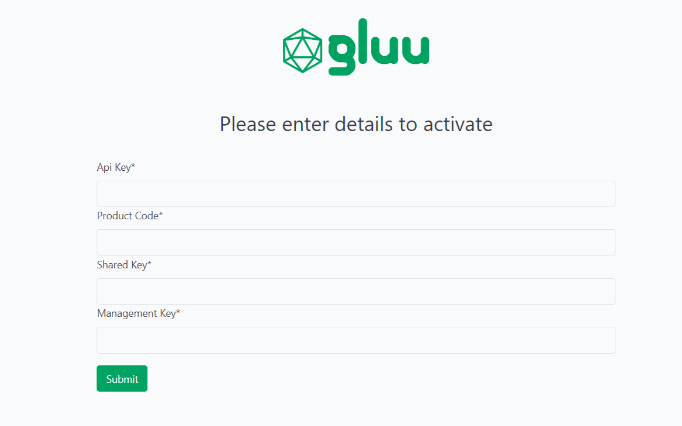 gluu
Please enter details to activate
Api Key*
Product Code*
Shared Key*
Management Key*
Submit